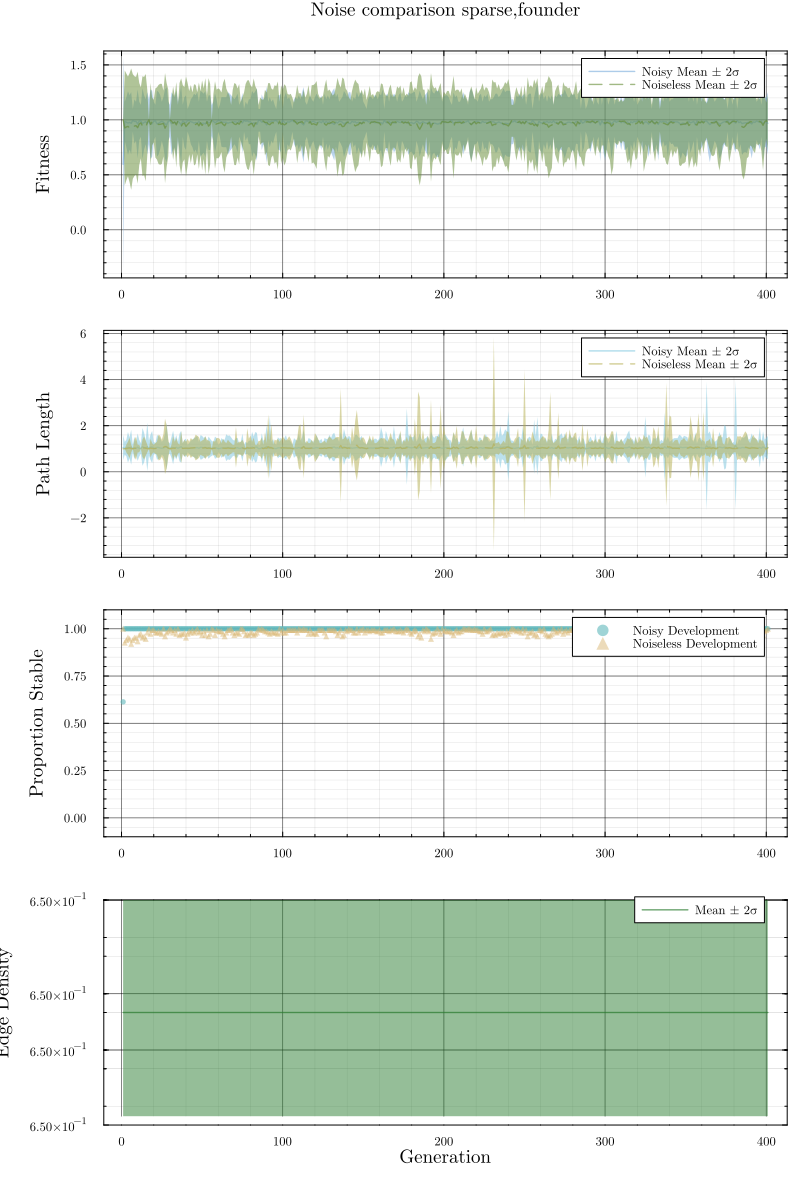 Noise comparison sparse,founder
Noisy Mean ± 2σ
Noiseless Mean ± 2σ
Fitness
1.5
1.0
0.5
0.0
0 100 200 300 400
Noisy Mean ± 2σ
Noiseless Mean ± 2σ
Path Length
6
4
2
0
−2
0 100 200 300 400
Noisy Development
Noiseless Development
Proportion Stable
1.00
0.75
0.50
0.25
0.00
0 100 200 300 400
Mean ± 2σ
Edge Density
6.50×10⁻¹
6.50×10⁻¹
6.50×10⁻¹
6.50×10⁻¹
0 100 200 300 400
Generation